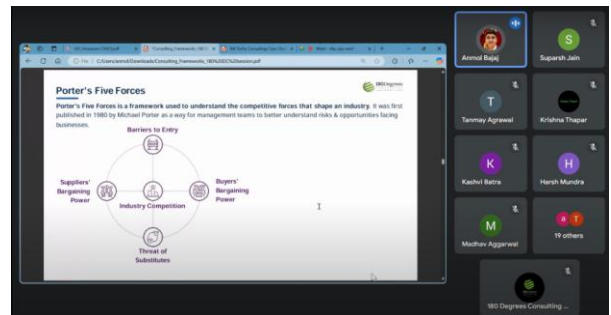 Porter's Five Forces
180Degrees
Porter's Five Forces is a framework used to understand the competitive forces that shape an industry. It was first
published in 1980 by Michael Porter as a way for management teams to better understand risks & opportunities facing
businesses.
Barriers to Entry
Suppliers'
Bargaining
Power
Industry Competition
Buyers'
Bargaining
Power
Threat of
Substitutes
Anmol Bajaj
S
Suparsh Jain
T
Tanmay Agrawal
Krishna Thapar
K
Kashvi Batra
H
Harsh Mundra
M
Madhav Aggarwal
a T
19 others
180 Degrees Consulting ...